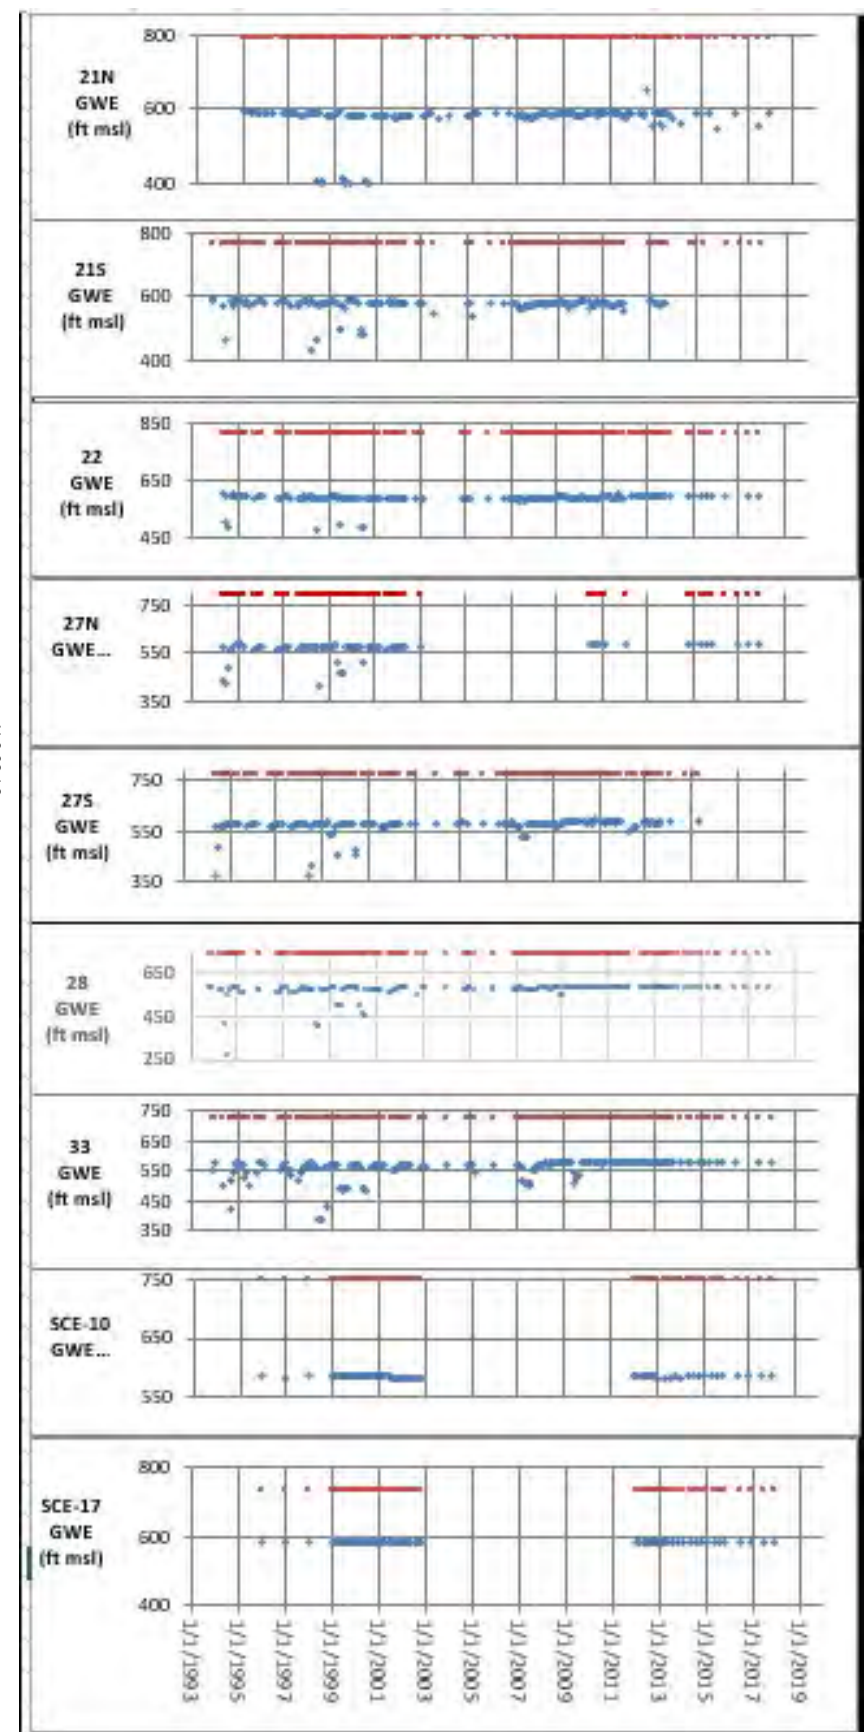 21N
GWE
(ft msl)
800
600
400
21S
GWE
(ft msl)
800
600
400
22
GWE
(ft msl)
850
650
450
27N
GWE...
750
550
350
27S
GWE
(ft msl)
750
550
350
28
GWE
(ft msl)
650
450
250
33
GWE
(ft msl)
750
650
550
450
350
SCE-10
GWE...
750
650
550
SCE-17
GWE
(ft msl)
800
600
400
1/1/1993
1/1/1995
1/1/1997
1/1/1999
1/1/2001
1/1/2003
1/1/2005
1/1/2007
1/1/2009
1/1/2011
1/1/2013
1/1/2015
1/1/2017
1/1/2019